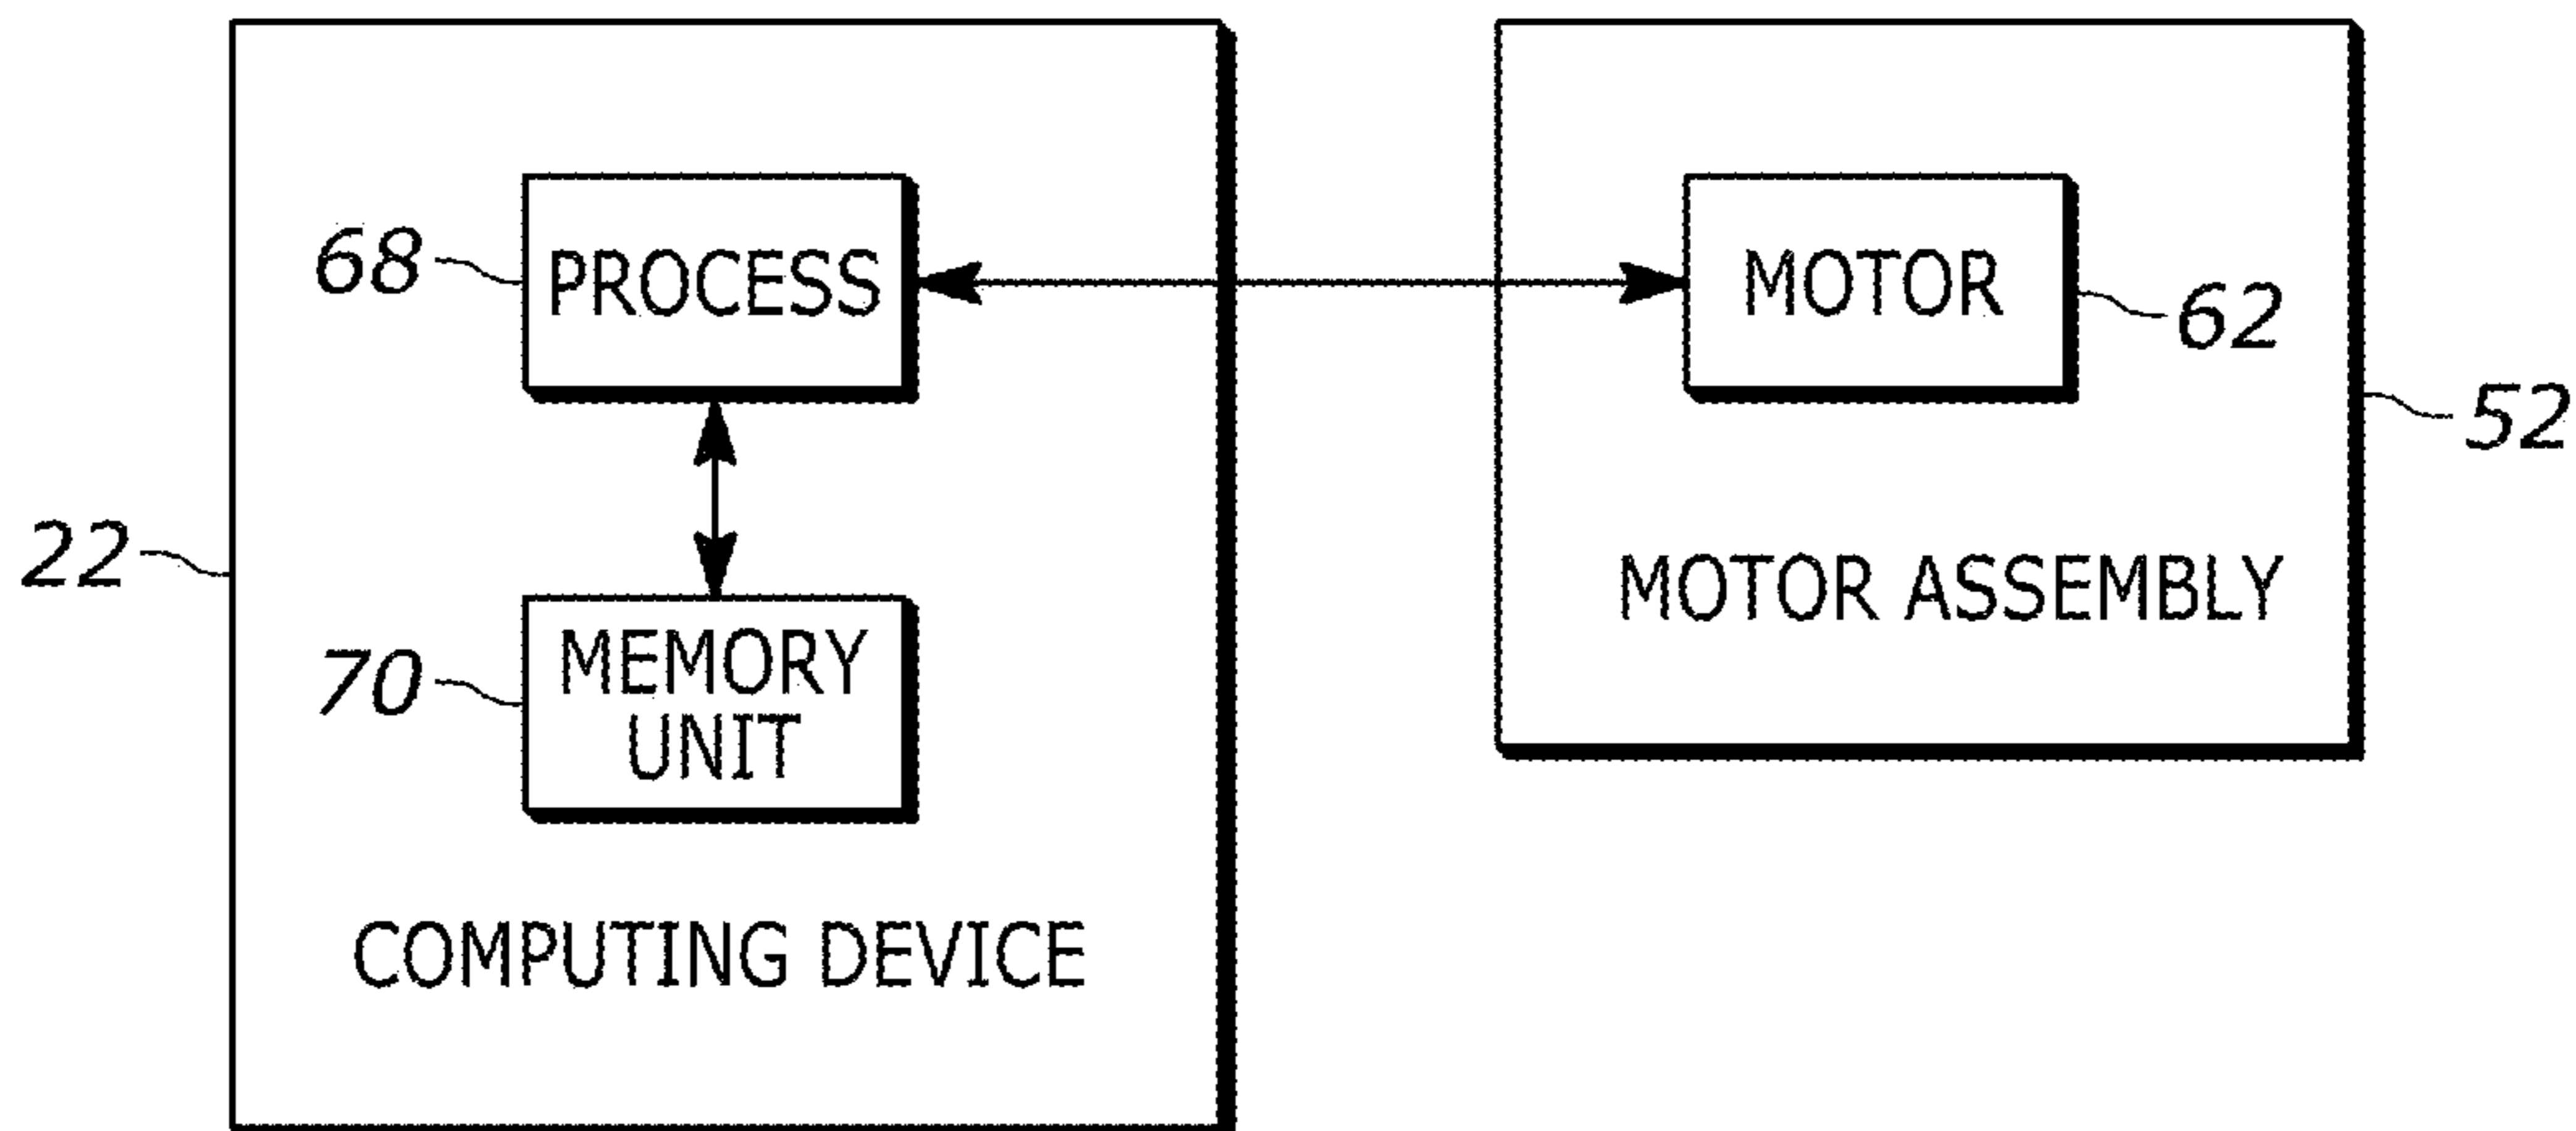 68
PROCESS
MOTOR
62
52
22
MOTOR ASSEMBLY
70
MEMORY
UNIT
COMPUTING DEVICE